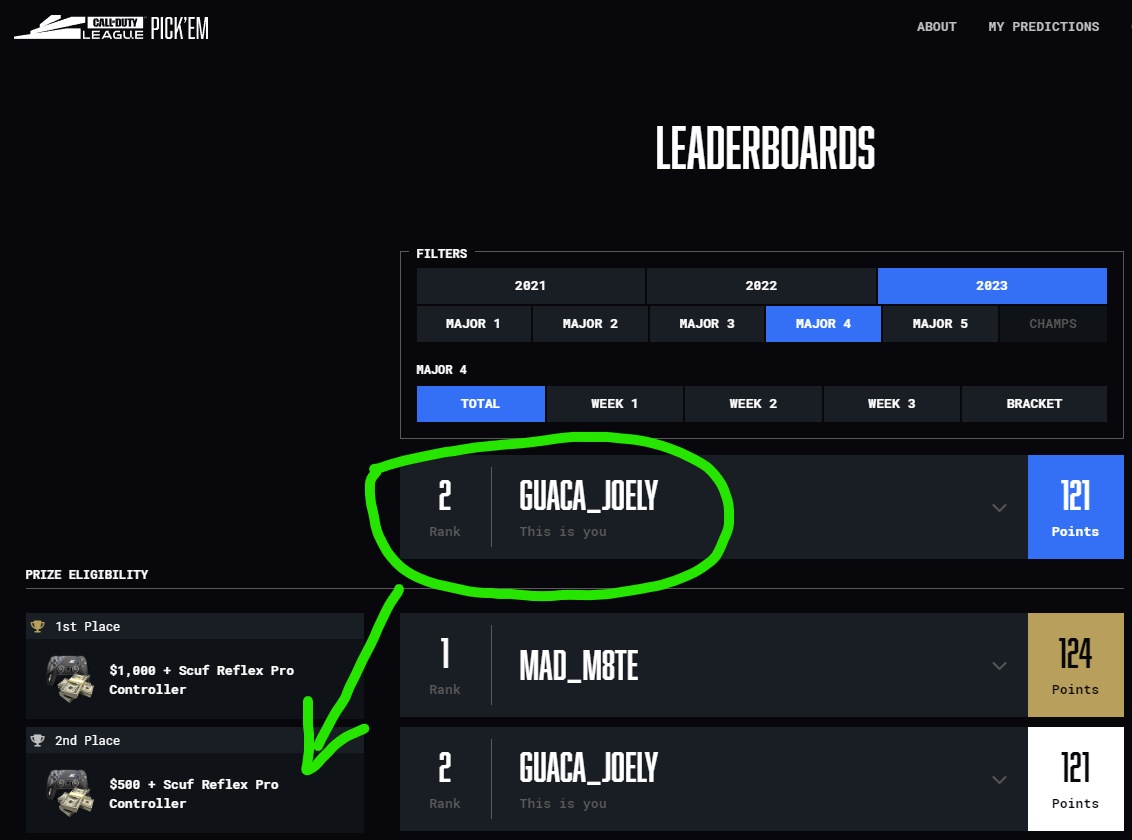 CALL OF DUTY LEAGUE PICK'EM
ABOUT MY PREDICTIONS
LEADERBOARDS
FILTERS
2021 2022 2023
MAJOR 1 MAJOR 2 MAJOR 3 MAJOR 4 MAJOR 5 CHAMPS
MAJOR 4
TOTAL WEEK 1 WEEK 2 WEEK 3 BRACKET
2 GUACA_JOELY 121
Rank This is you Points
PRIZE ELIGIBILITY
1st Place
$1,000 + Scuf Reflex Pro
Controller
1 MAD_M8TE 124
Rank Points
2nd Place
$500 + Scuf Reflex Pro
Controller
2 GUACA_JOELY 121
Rank This is you Points